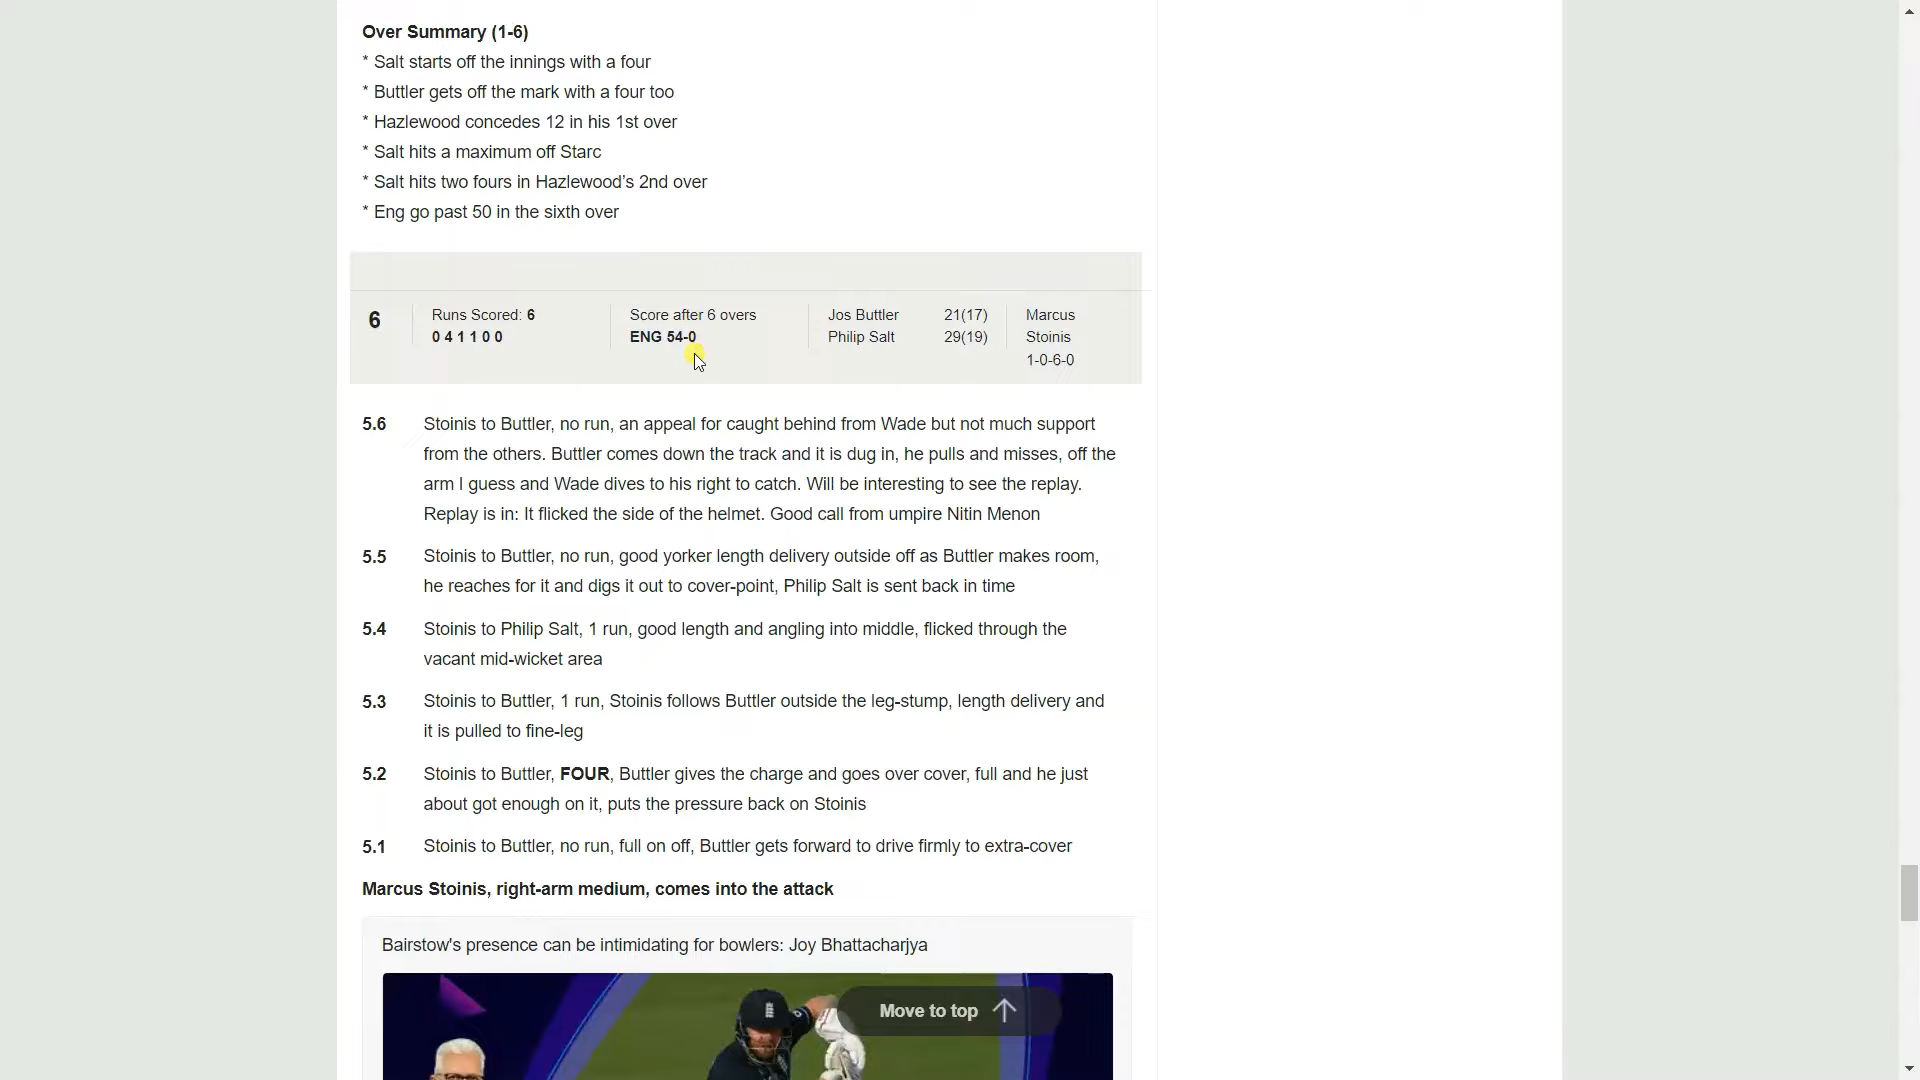 Over Summary (1-6)
* Salt starts off the innings with a four
* Buttler gets off the mark with a four too
* Hazlewood concedes 12 in his 1st over
* Salt hits a maximum off Starc
* Salt hits two fours in Hazlewood’s 2nd over
* Eng go past 50 in the sixth over
6
Runs Scored: 6
0 4 1 1 0 0
Score after 6 overs
ENG 54-0
Jos Buttler 21(17)
Philip Salt 29(19)
Marcus
Stoinis
1-0-6-0
5.6 Stoinis to Buttler, no run, an appeal for caught behind from Wade but not much support
from the others. Buttler comes down the track and it is dug in, he pulls and misses, off the
arm I guess and Wade dives to his right to catch. Will be interesting to see the replay.
Replay is in: It flicked the side of the helmet. Good call from umpire Nitin Menon
5.5 Stoinis to Buttler, no run, good yorker length delivery outside off as Buttler makes room,
he reaches for it and digs it out to cover-point, Philip Salt is sent back in time
5.4 Stoinis to Philip Salt, 1 run, good length and angling into middle, flicked through the
vacant mid-wicket area
5.3 Stoinis to Buttler, 1 run, Stoinis follows Buttler outside the leg-stump, length delivery and
it is pulled to fine-leg
5.2 Stoinis to Buttler, FOUR, Buttler gives the charge and goes over cover, full and he just
about got enough on it, puts the pressure back on Stoinis
5.1 Stoinis to Buttler, no run, full on off, Buttler gets forward to drive firmly to extra-cover
Marcus Stoinis, right-arm medium, comes into the attack
Bairstow's presence can be intimidating for bowlers: Joy Bhattacharjya
Move to top